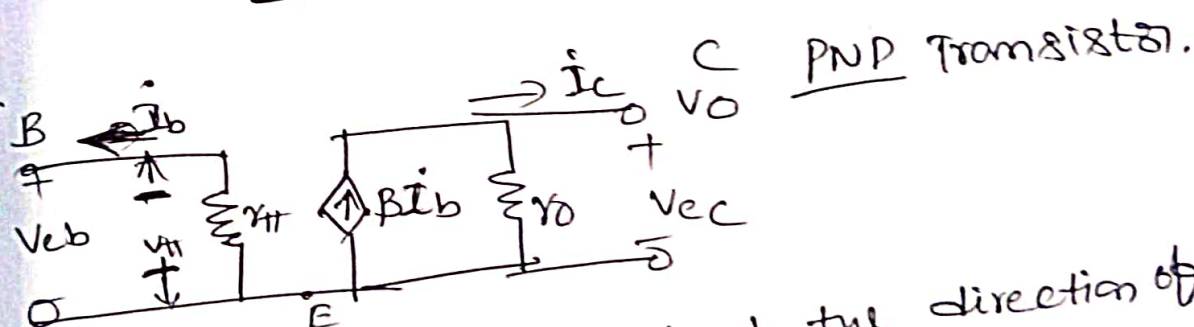 PNP Transistor.
C
ic
VO
B
ib
+
+
-
Veb
rπ
βib
ro
Vec
vπ
+
-
E
the direction of